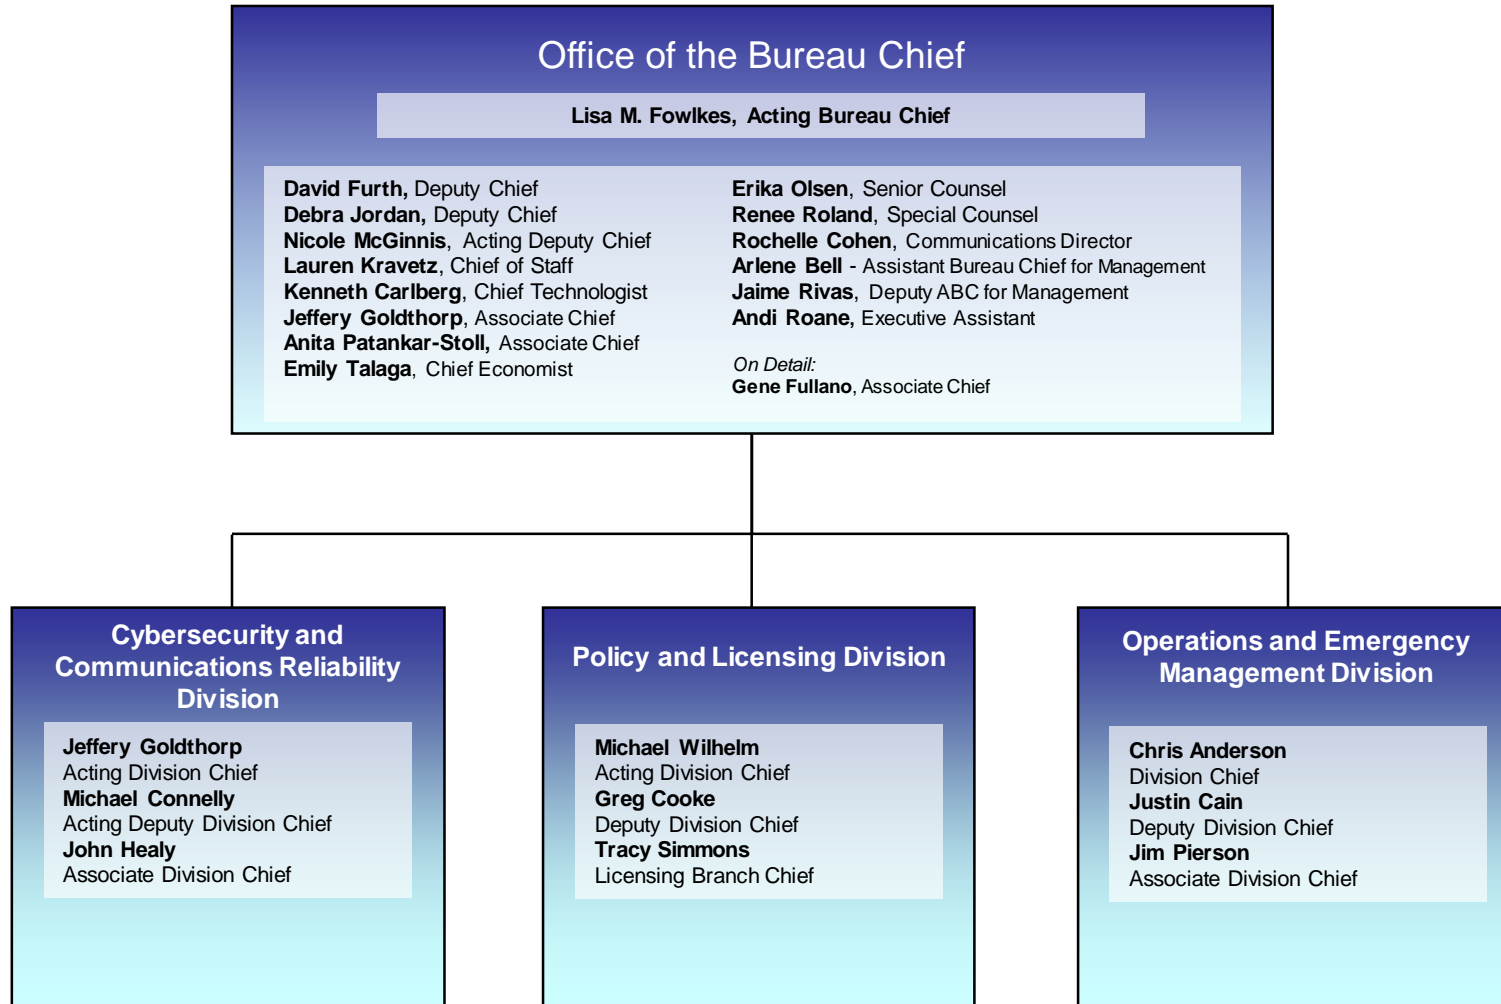 Office of the Bureau Chief
Lisa M. Fowlkes, Acting Bureau Chief
David Furth, Deputy Chief
Debra Jordan, Deputy Chief
Nicole McGinnis, Acting Deputy Chief
Lauren Kravetz, Chief of Staff
Kenneth Carlberg, Chief Technologist
Jeffery Goldthorp, Associate Chief
Anita Patankar-Stoll, Associate Chief
Emily Talaga, Chief Economist
Erika Olsen, Senior Counsel
Renee Roland, Special Counsel
Rochelle Cohen, Communications Director
Arlene Bell - Assistant Bureau Chief for Management
Jaime Rivas, Deputy ABC for Management
Andi Roane, Executive Assistant
On Detail:
Gene Fullano, Associate Chief
Cybersecurity and
Communications Reliability
Division
Jeffery Goldthorp
Acting Division Chief
Michael Connelly
Acting Deputy Division Chief
John Healy
Associate Division Chief
Policy and Licensing Division
Michael Wilhelm
Acting Division Chief
Greg Cooke
Deputy Division Chief
Tracy Simmons
Licensing Branch Chief
Operations and Emergency
Management Division
Chris Anderson
Division Chief
Justin Cain
Deputy Division Chief
Jim Pierson
Associate Division Chief